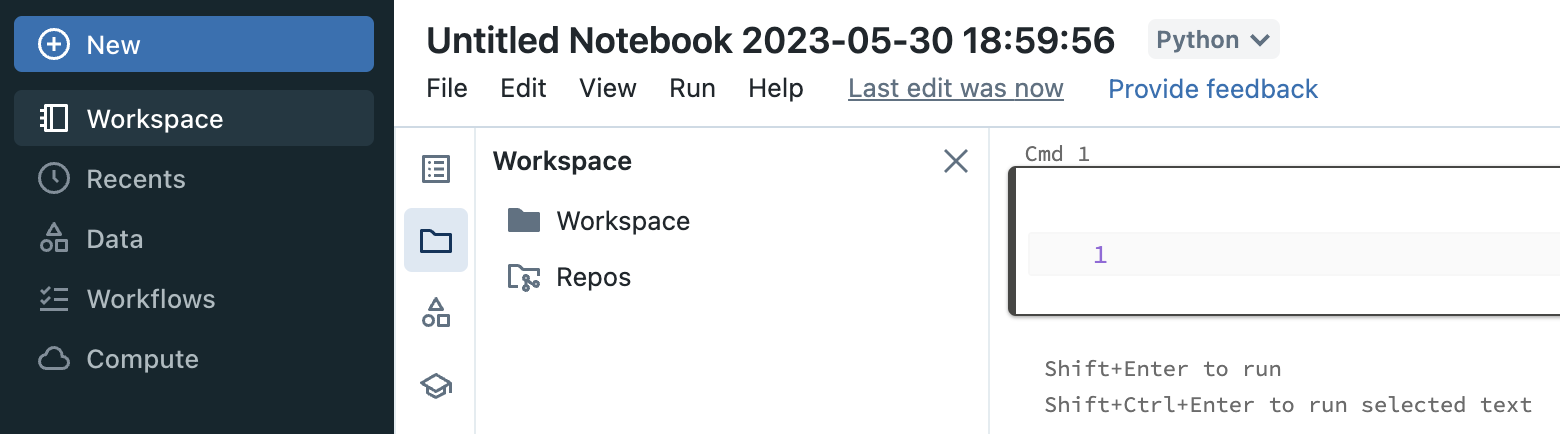 New
Workspace
Recents
Data
Workflows
Compute
Untitled Notebook 2023-05-30 18:59:56 Python
File Edit View Run Help Last edit was now Provide feedback
Workspace
Workspace
Repos
Cmd 1
1
Shift+Enter to run
Shift+Ctrl+Enter to run selected text